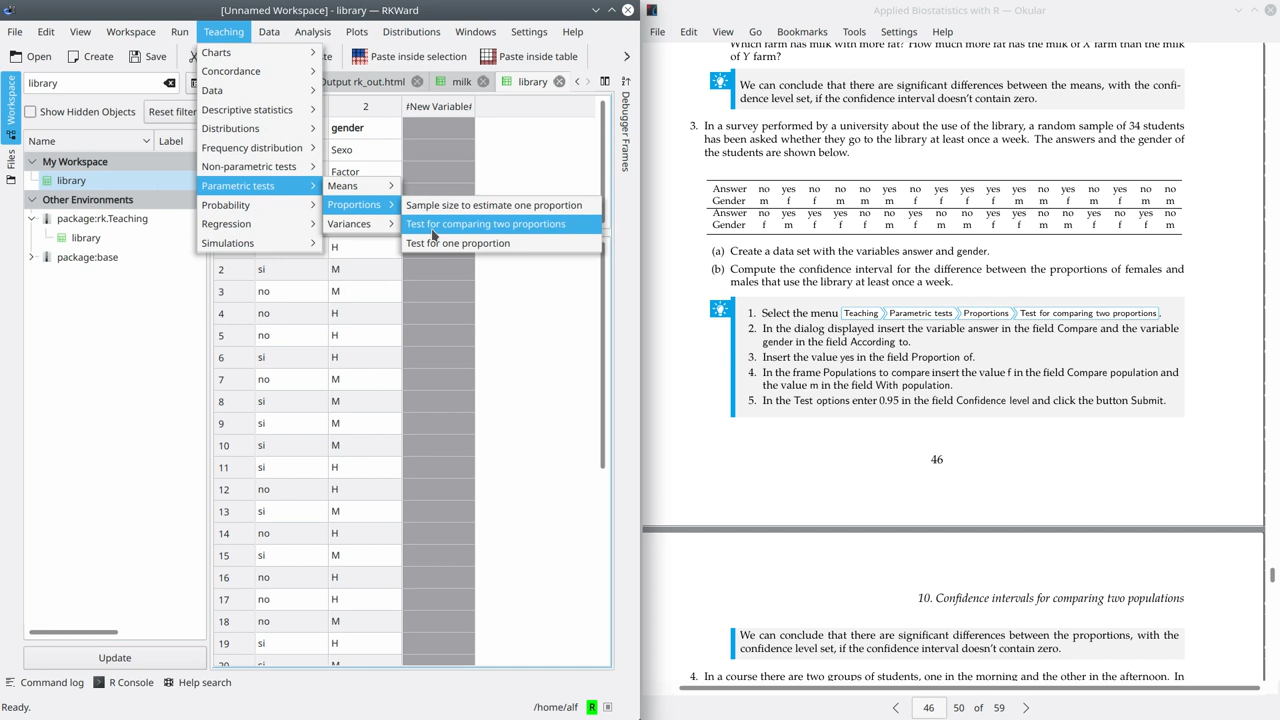 [Unnamed Workspace] - library — RKWard
File Edit View Workspace Run Teaching Data Analysis Plots Distributions Windows Settings Help
Open Create Save Paste inside selection Paste inside table
library
Output rk_out.html milk library
Show Hidden Objects Reset filter
Name Label
My Workspace
library
Other Environments
package:rk.Teaching
library
package:base
Update
Workspace
Files
Debugger Frames
Charts
Concordance
Data
Descriptive statistics
Distributions
Frequency distribution
Non-parametric tests
Parametric tests
Probability
Regression
Simulations
Means
Proportions
Variances
Sample size to estimate one proportion
Test for comparing two proportions
Test for one proportion
2 #New Variable#
gender
Sexo
Factor
H
2 si M
3 no M
4 no H
5 no H
6 si H
7 no M
8 si M
9 si M
10 si M
11 si H
12 no H
13 si M
14 no H
15 si M
16 no H
17 no H
18 no M
19 si H
20 si M
Command log R Console Help search
Ready. /home/alf R
Applied Biostatistics with R — Okular
File Edit View Go Bookmarks Tools Settings Help
Which farm has milk with more fat? How much more fat has the milk of X farm than the milk
of Y farm?
We can conclude that there are significant differences between the means, with the confi-
dence level set, if the confidence interval doesn't contain zero.
3. In a survey performed by a university about the use of the library, a random sample of 34 students
has been asked whether they go to the library at least once a week. The answers and the gender of
the students are shown below.
Answer no yes no no no yes no yes yes yes yes no yes no yes no no
Gender m f f m m m f f f f m m f m f m m
Answer no yes yes no no yes no no yes yes no no yes no yes yes no
Gender f m f f f m f m m f f f m f f f m
(a) Create a data set with the variables answer and gender.
(b) Compute the confidence interval for the difference between the proportions of females and
males that use the library at least once a week.
1. Select the menu Teaching Parametric tests Proportions Test for comparing two proportions.
2. In the dialog displayed insert the variable answer in the field Compare and the variable
gender in the field According to.
3. Insert the value yes in the field Proportion of.
4. In the frame Populations to compare insert the value f in the field Compare population and
the value m in the field With population.
5. In the Test options enter 0.95 in the field Confidence level and click the button Submit.
46
10. Confidence intervals for comparing two populations
We can conclude that there are significant differences between the proportions, with the
confidence level set, if the confidence interval doesn't contain zero.
4. In a course there are two groups of students, one in the morning and the other in the afternoon. In
46 50 of 59